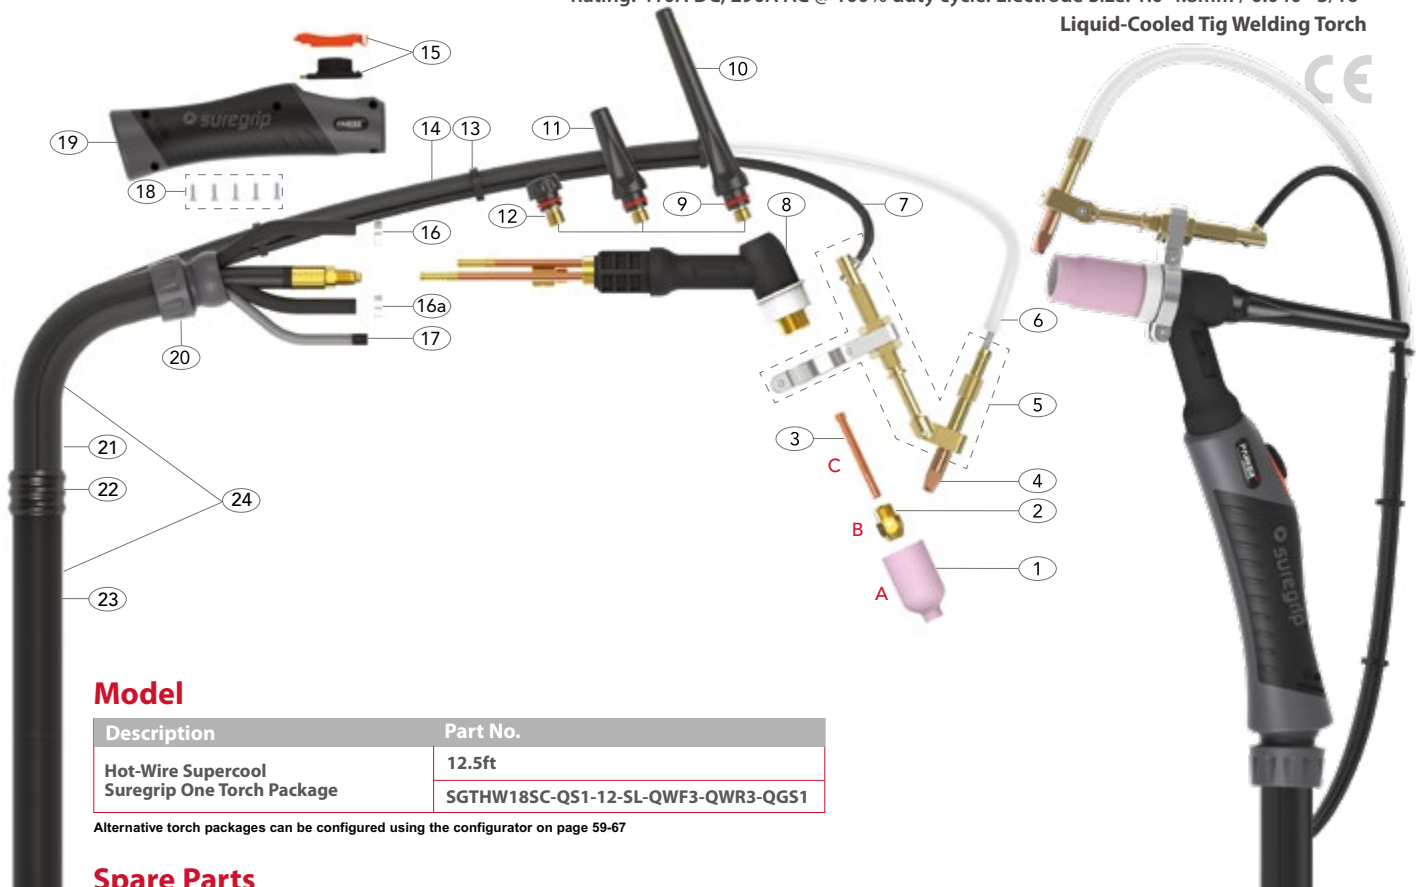 Liquid-Cooled Tig Welding Torch
CE
15
10
19
suregrip
PARKER
14
13
11
18
12
9
8
7
16
16a
17
20
6
5
3
C
4
2
B
1
A
21
22
24
23
PARKER
suregrip
Model
Description Part No.
Hot-Wire Supercool
Suregrip One Torch Package
12.5ft
SGTHW18SC-QS1-12-SL-QWF3-QWR3-QGS1
Alternative torch packages can be configured using the configurator on page 59-67
Spare Parts